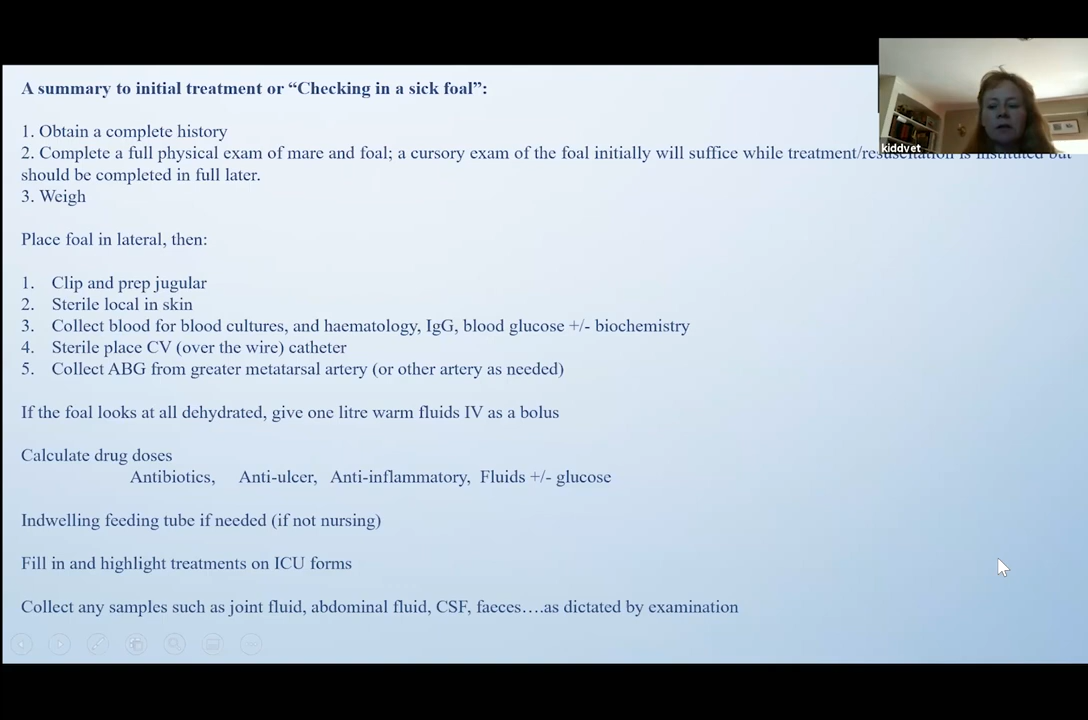 A summary to initial treatment or “Checking in a sick foal”:
1. Obtain a complete history
2. Complete a full physical exam of mare and foal; a cursory exam of the foal initially will suffice while treatment/resuscitation is instituted but
should be completed in full later.
3. Weigh
Place foal in lateral, then:
1. Clip and prep jugular
2. Sterile local in skin
3. Collect blood for blood cultures, and haematology, IgG, blood glucose +/- biochemistry
4. Sterile place CV (over the wire) catheter
5. Collect ABG from greater metatarsal artery (or other artery as needed)
If the foal looks at all dehydrated, give one litre warm fluids IV as a bolus
Calculate drug doses
Antibiotics, Anti-ulcer, Anti-inflammatory, Fluids +/- glucose
Indwelling feeding tube if needed (if not nursing)
Fill in and highlight treatments on ICU forms
Collect any samples such as joint fluid, abdominal fluid, CSF, faeces….as dictated by examination
kiddvet